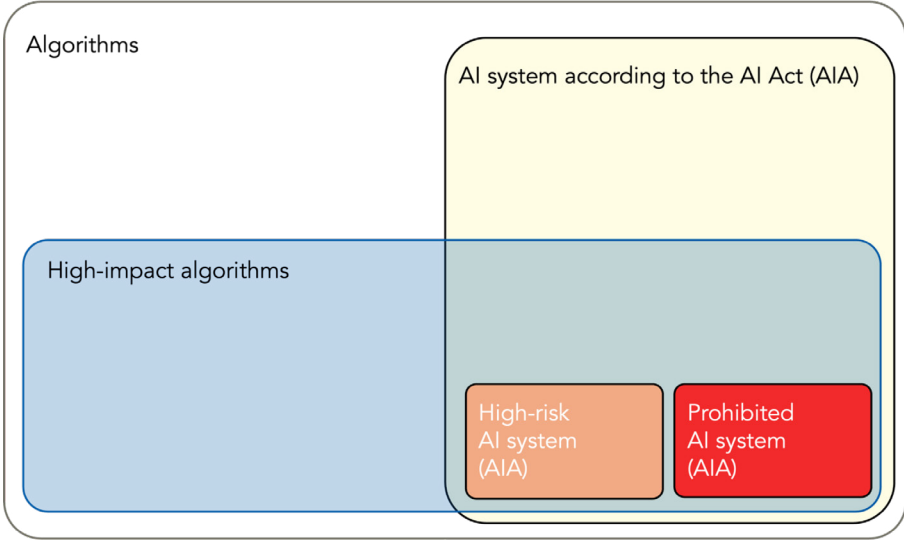 Algorithms
AI system according to the AI Act (AIA)
High-impact algorithms
High-risk
AI system
(AIA)
Prohibited
AI system
(AIA)